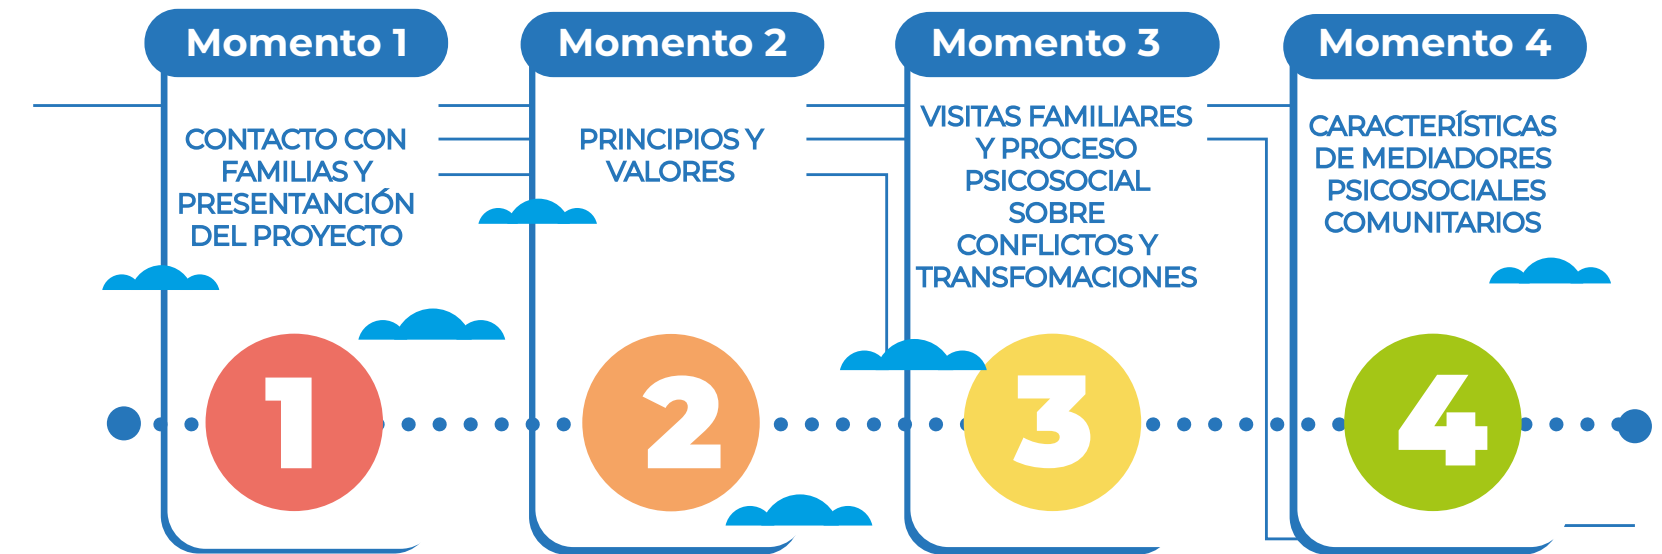 Momento 1
CONTACTO CON
FAMILIAS Y
PRESENTANCIÓN
DEL PROYECTO
1
Momento 2
PRINCIPIOS Y
VALORES
2
Momento 3
VISITAS FAMILIARES
Y PROCESO
PSICOSOCIAL
SOBRE
CONFLICTOS Y
TRANSFOMACIONES
3
Momento 4
CARACTERÍSTICAS
DE MEDIADORES
PSICOSOCIALES
COMUNITARIOS
4